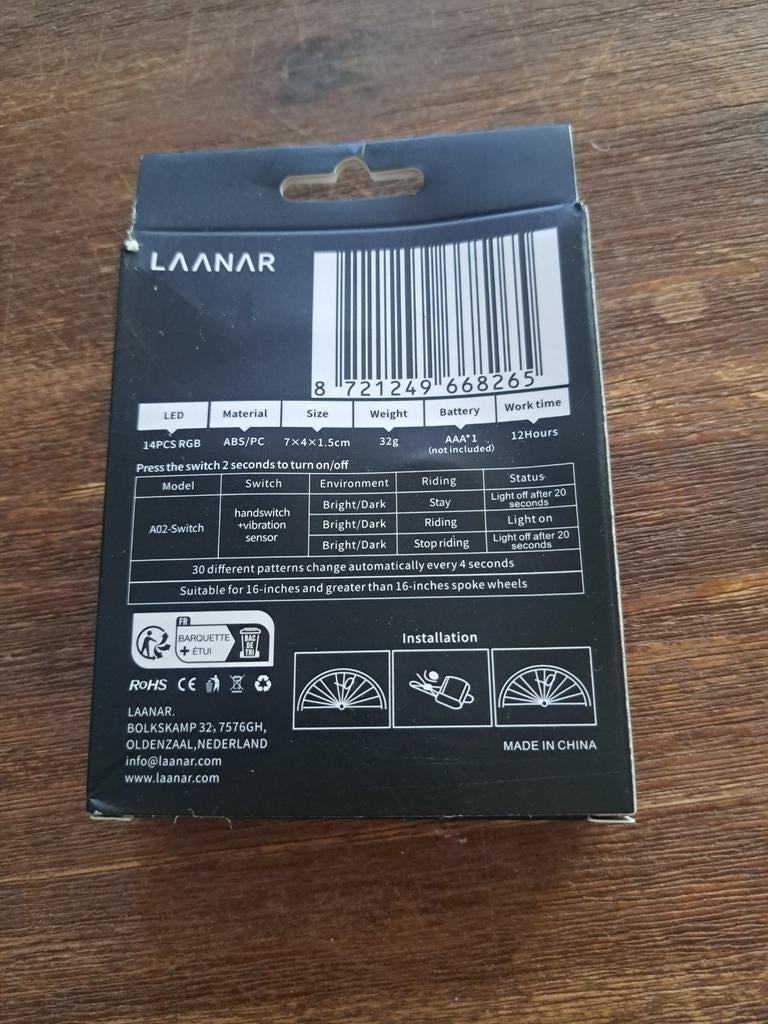 LAANAR
8 721249 668265
LED Material Size Weight Battery Work time
14PCS RGB ABS/PC 7×4×1.5cm 32g AAA*1 12Hours
(not included)
Press the switch 2 seconds to turn on/off
Model Switch Environment Riding Status
A02-Switch
handswitch
+vibration
sensor
Bright/Dark Stay Light off after 20
seconds
Bright/Dark Riding Light on
Bright/Dark Stop riding Light off after 20
seconds
30 different patterns change automatically every 4 seconds
Suitable for 16-inches and greater than 16-inches spoke wheels
FR
BARQUETTE
+ ÉTUI
BAC
DE
TRI
Installation
RoHS CE
LAANAR.
BOLKSKAMP 32, 7576GH,
OLDENZAAL,NEDERLAND
info@laanar.com
www.laanar.com
MADE IN CHINA